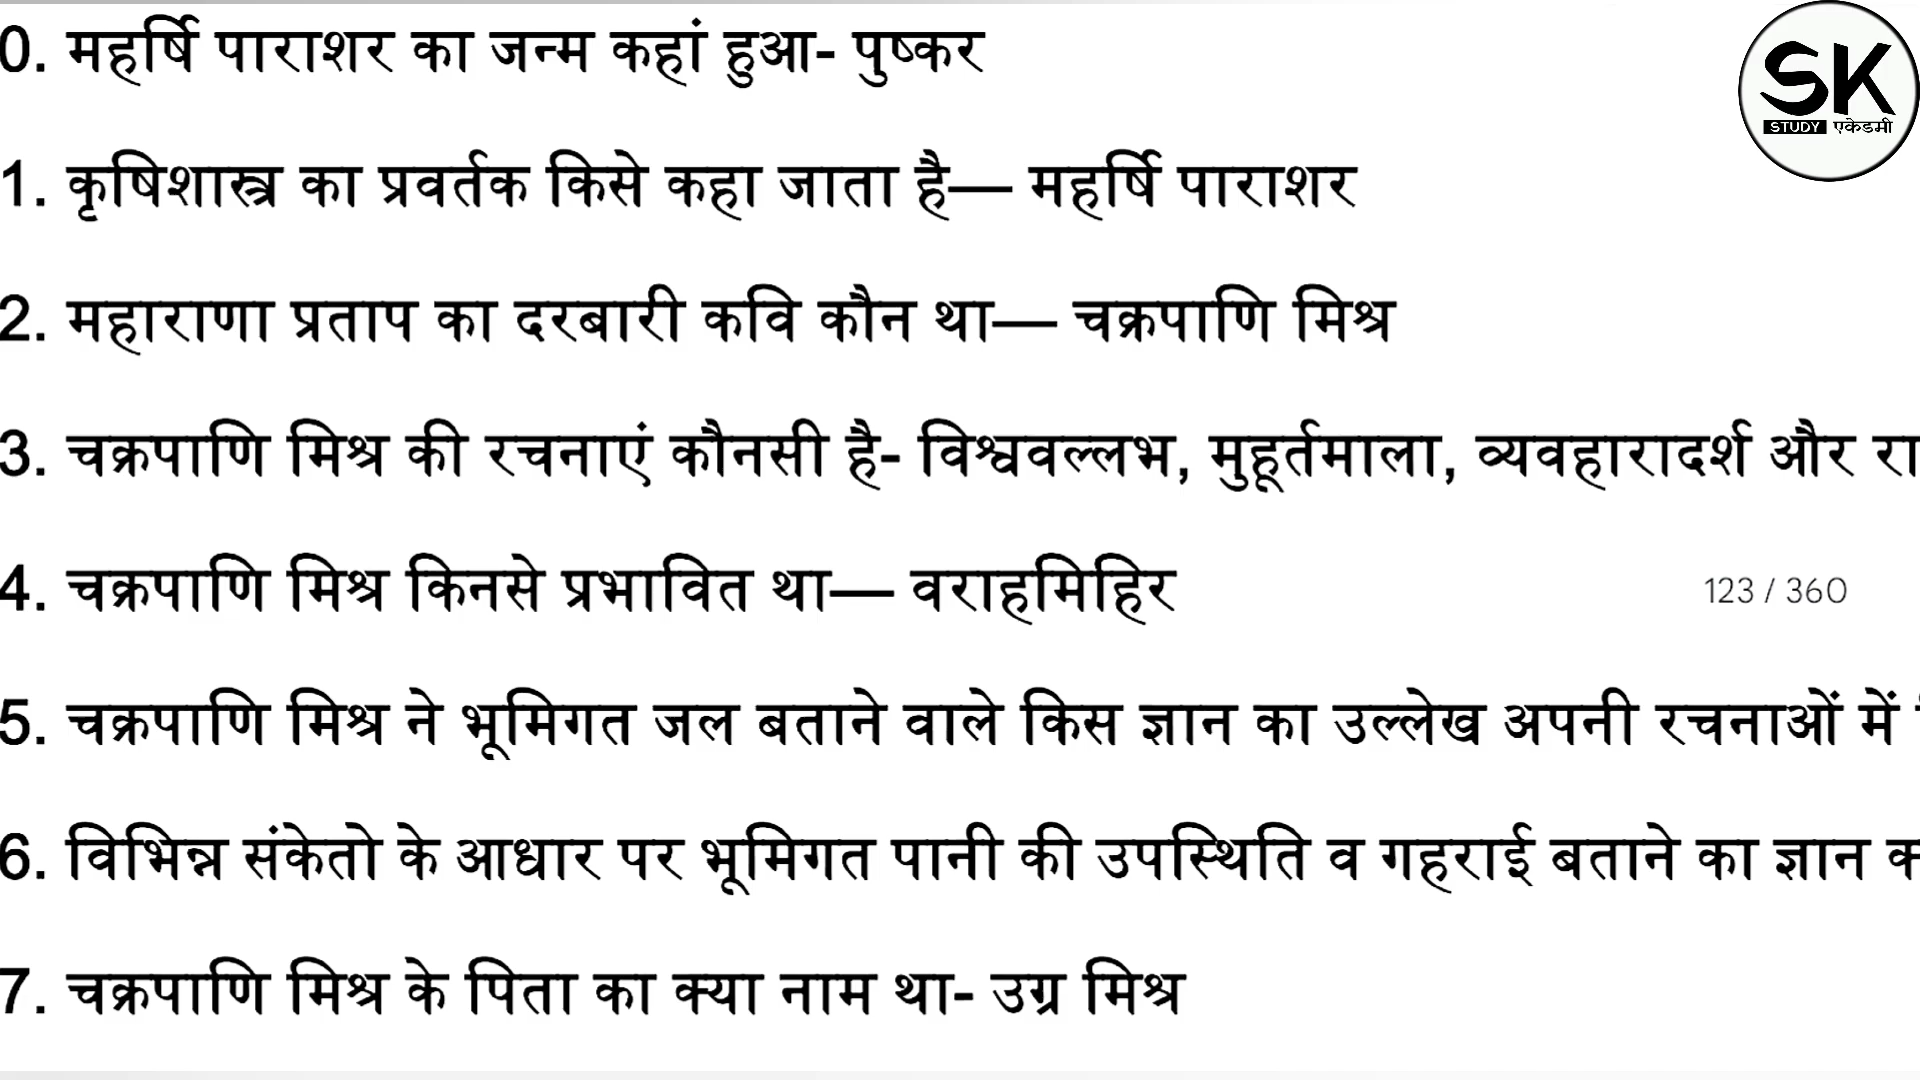 0. महर्षि पाराशर का जन्म कहां हुआ- पुष्कर
SK
STUDY एकेडमी
1. कृषिशास्त्र का प्रवर्तक किसे कहा जाता है— महर्षि पाराशर
2. महाराणा प्रताप का दरबारी कवि कौन था— चक्रपाणि मिश्र
3. चक्रपाणि मिश्र की रचनाएं कौनसी है- विश्ववल्लभ, मुहूर्तमाला, व्यवहारादर्श और रा
4. चक्रपाणि मिश्र किनसे प्रभावित था— वराहमिहिर
123 / 360
5. चक्रपाणि मिश्र ने भूमिगत जल बताने वाले किस ज्ञान का उल्लेख अपनी रचनाओं में
6. विभिन्न संकेतो के आधार पर भूमिगत पानी की उपस्थिति व गहराई बताने का ज्ञान
7. चक्रपाणि मिश्र के पिता का क्या नाम था- उग्र मिश्र